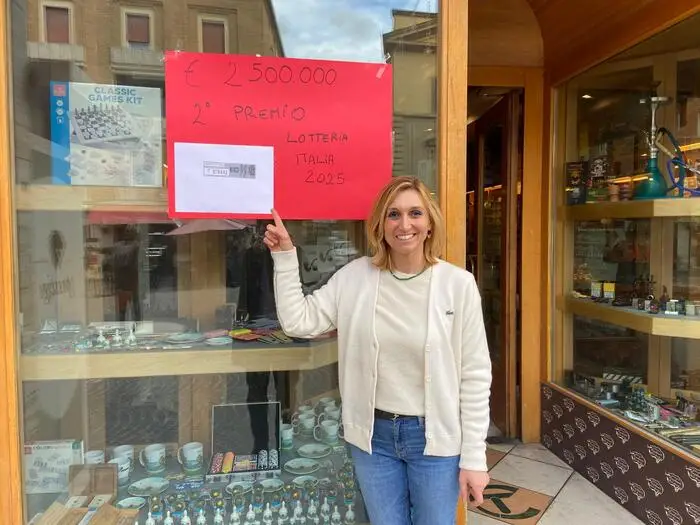 € 2 500.000
2° PREMIO
LOTTERIA
ITALIA
2025
CLASSIC
GAMES KIT